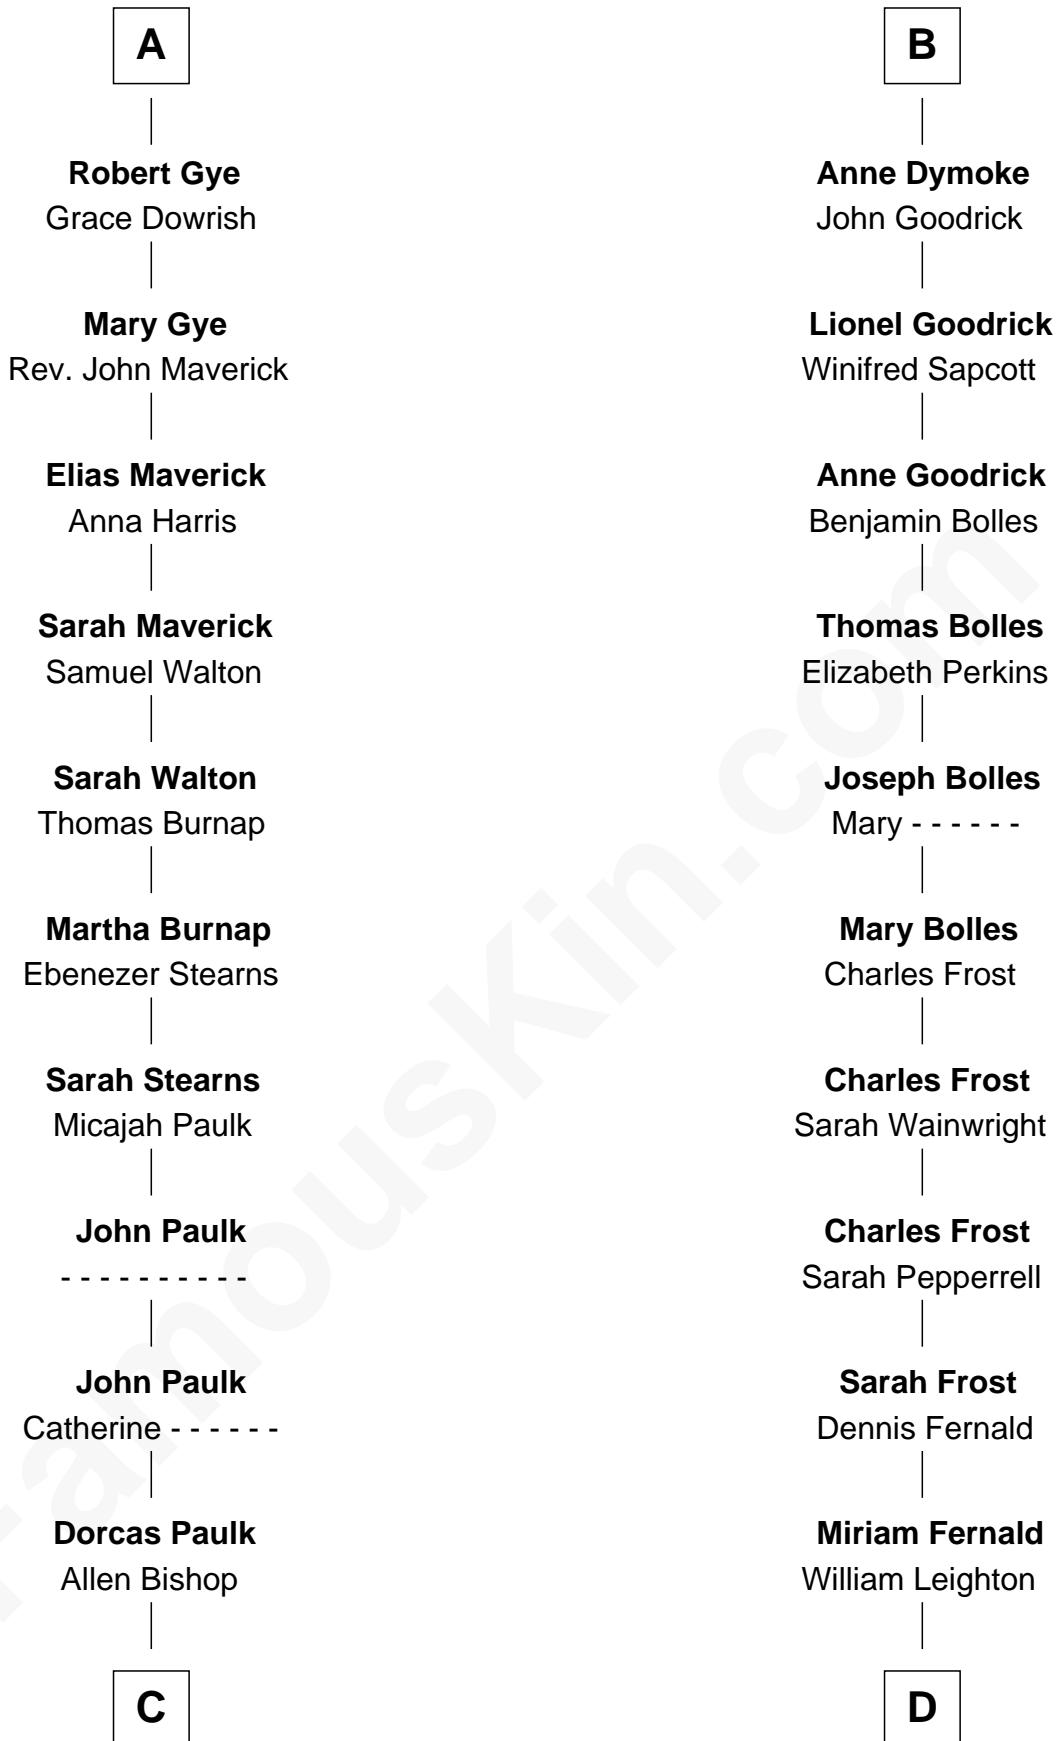 A
Robert Gye
Grace Dowrish
Mary Gye
Rev. John Maverick
Elias Maverick
Anna Harris
Sarah Maverick
Samuel Walton
Sarah Walton
Thomas Burnap
Martha Burnap
Ebenezer Stearns
Sarah Stearns
Micajah Paulk
John Paulk
- - - - - - - - - -
John Paulk
Catherine - - - - - -
Dorcas Paulk
Allen Bishop
C
B
Anne Dymoke
John Goodrick
Lionel Goodrick
Winifred Sapcott
Anne Goodrick
Benjamin Bolles
Thomas Bolles
Elizabeth Perkins
Joseph Bolles
Mary - - - - - -
Mary Bolles
Charles Frost
Charles Frost
Sarah Wainwright
Charles Frost
Sarah Pepperrell
Sarah Frost
Dennis Fernald
Miriam Fernald
William Leighton
D
FamousKin.com